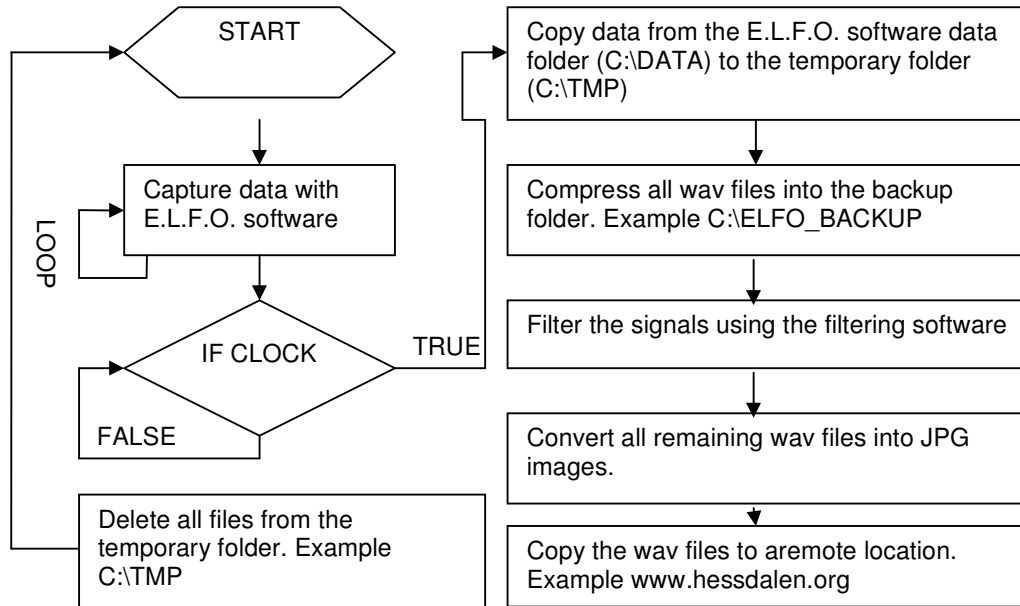 START
Capture data with
E.L.F.O. software
LOOP
IF CLOCK
TRUE
FALSE
Delete all files from the
temporary folder. Example
C:\TMP
Copy data from the E.L.F.O. software data
folder (C:\DATA) to the temporary folder
(C:\TMP)
Compress all wav files into the backup
folder. Example C:\ELFO_BACKUP
Filter the signals using the filtering software
Convert all remaining wav files into JPG
images.
Copy the wav files to aremote location.
Example www.hessdalen.org